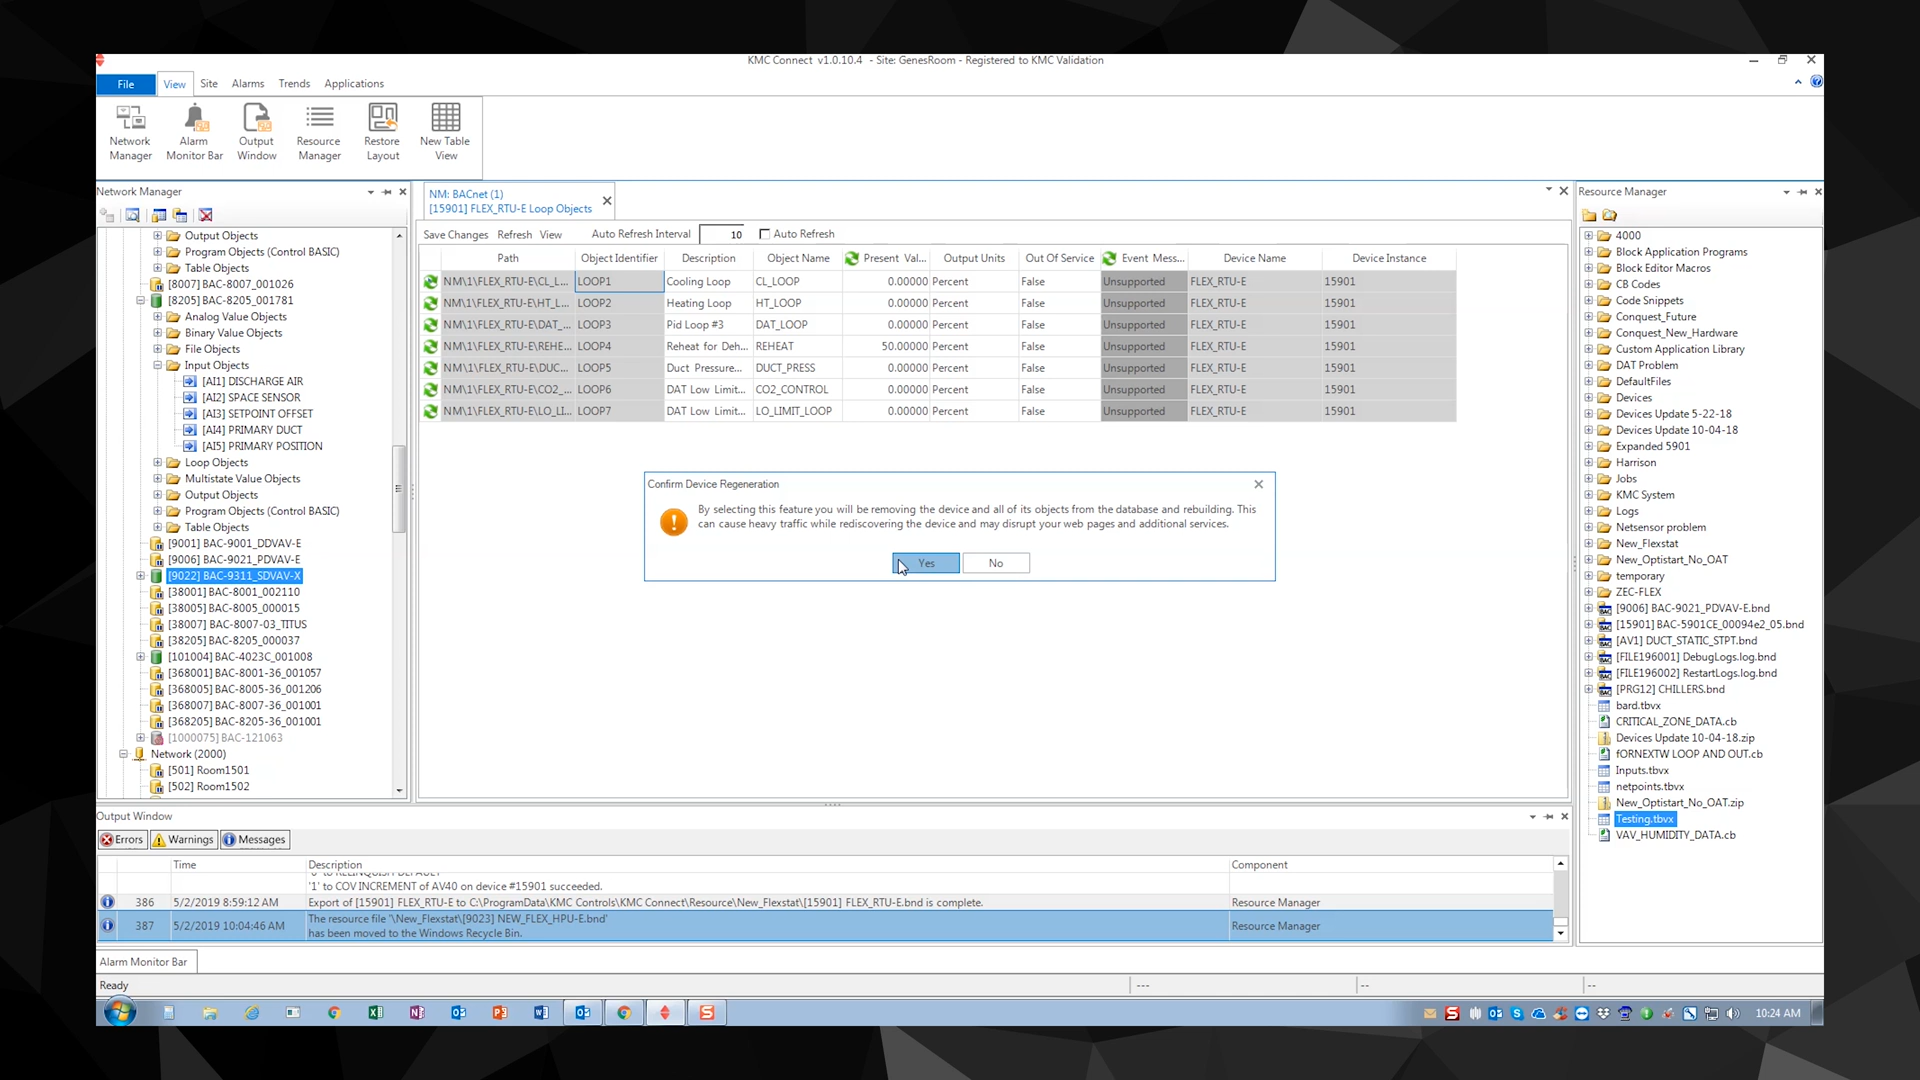 KMC Connect v1.0.10.4 - Site: GenesRoom - Registered to KMC Validation
File View Site Alarms Trends Applications
Network Manager
Alarm Monitor Bar
Output Window
Resource Manager
Restore Layout
New Table View
Network Manager
Output Objects
Program Objects (Control BASIC)
Table Objects
[8007] BAC-8007_001026
[8205] BAC-8205_001781
Analog Value Objects
Binary Value Objects
File Objects
Input Objects
[AI1] DISCHARGE AIR
[AI2] SPACE SENSOR
[AI3] SETPOINT OFFSET
[AI4] PRIMARY DUCT
[AI5] PRIMARY POSITION
Loop Objects
Multistate Value Objects
Output Objects
Program Objects (Control BASIC)
Table Objects
[9001] BAC-9001_DDVAV-E
[9006] BAC-9021_PDVAV-E
[9022] BAC-9311_SDVAV-X
[38001] BAC-8001_002110
[38005] BAC-8005_000015
[38007] BAC-8007-03_TITUS
[38205] BAC-8205_000037
[101004] BAC-4023C_001008
[368001] BAC-8001-36_001057
[368005] BAC-8005-36_001206
[368007] BAC-8007-36_001001
[368205] BAC-8205-36_001001
[1000075] BAC-121063
Network (2000)
[501] Room1501
[502] Room1502
NM: BACnet (1)
[15901] FLEX_RTU-E Loop Objects
Save Changes Refresh View Auto Refresh Interval 10 Auto Refresh
Path Object Identifier Description Object Name Present Val... Output Units Out Of Service Event Mess... Device Name Device Instance
NM\1\FLEX_RTU-E\CL_L... LOOP1 Cooling Loop CL_LOOP 0.00000 Percent False Unsupported FLEX_RTU-E 15901
NM\1\FLEX_RTU-E\HT_L... LOOP2 Heating Loop HT_LOOP 0.00000 Percent False Unsupported FLEX_RTU-E 15901
NM\1\FLEX_RTU-E\DAT_... LOOP3 Pid Loop #3 DAT_LOOP 0.00000 Percent False Unsupported FLEX_RTU-E 15901
NM\1\FLEX_RTU-E\REHE... LOOP4 Reheat for Deh... REHEAT 50.00000 Percent False Unsupported FLEX_RTU-E 15901
NM\1\FLEX_RTU-E\DUC... LOOP5 Duct Pressure... DUCT_PRESS 0.00000 Percent False Unsupported FLEX_RTU-E 15901
NM\1\FLEX_RTU-E\CO2_... LOOP6 DAT Low Limit... CO2_CONTROL 0.00000 Percent False Unsupported FLEX_RTU-E 15901
NM\1\FLEX_RTU-E\LO_LI... LOOP7 DAT Low Limit... LO_LIMIT_LOOP 0.00000 Percent False Unsupported FLEX_RTU-E 15901
Confirm Device Regeneration
By selecting this feature you will be removing the device and all of its objects from the database and rebuilding. This
can cause heavy traffic while rediscovering the device and may disrupt your web pages and additional services.
Yes No
Resource Manager
4000
Block Application Programs
Block Editor Macros
CB Codes
Code Snippets
Conquest_Future
Conquest_New_Hardware
Custom Application Library
DAT Problem
DefaultFiles
Devices
Devices Update 5-22-18
Devices Update 10-04-18
Expanded 5901
Harrison
Jobs
KMC System
Logs
Netsensor problem
New_Flexstat
New_Optistart_No_OAT
temporary
ZEC-FLEX
[9006] BAC-9021_PDVAV-E.bnd
[15901] BAC-5901CE_00094e2_05.bnd
[AV1] DUCT_STATIC_STPT.bnd
[FILE196001] DebugLogs.log.bnd
[FILE196002] RestartLogs.log.bnd
[PRG12] CHILLERS.bnd
bard.tbvx
CRITICAL_ZONE_DATA.cb
Devices Update 10-04-18.zip
fORNEXTW LOOP AND OUT.cb
Inputs.tbvx
netpoints.tbvx
New_Optistart_No_OAT.zip
Testing.tbvx
VAV_HUMIDITY_DATA.cb
Output Window
Errors Warnings Messages
Time Description Component
'0' to RELINQUISH DEFAULT
'1' to COV INCREMENT of AV40 on device #15901 succeeded.
386 5/2/2019 8:59:12 AM Export of [15901] FLEX_RTU-E to C:\ProgramData\KMC Controls\KMC Connect\Resource\New_Flexstat\[15901] FLEX_RTU-E.bnd is complete. Resource Manager
387 5/2/2019 10:04:46 AM The resource file '\New_Flexstat\[9023] NEW_FLEX_HPU-E.bnd'
has been moved to the Windows Recycle Bin. Resource Manager
Alarm Monitor Bar
Ready --- -- --
10:24 AM